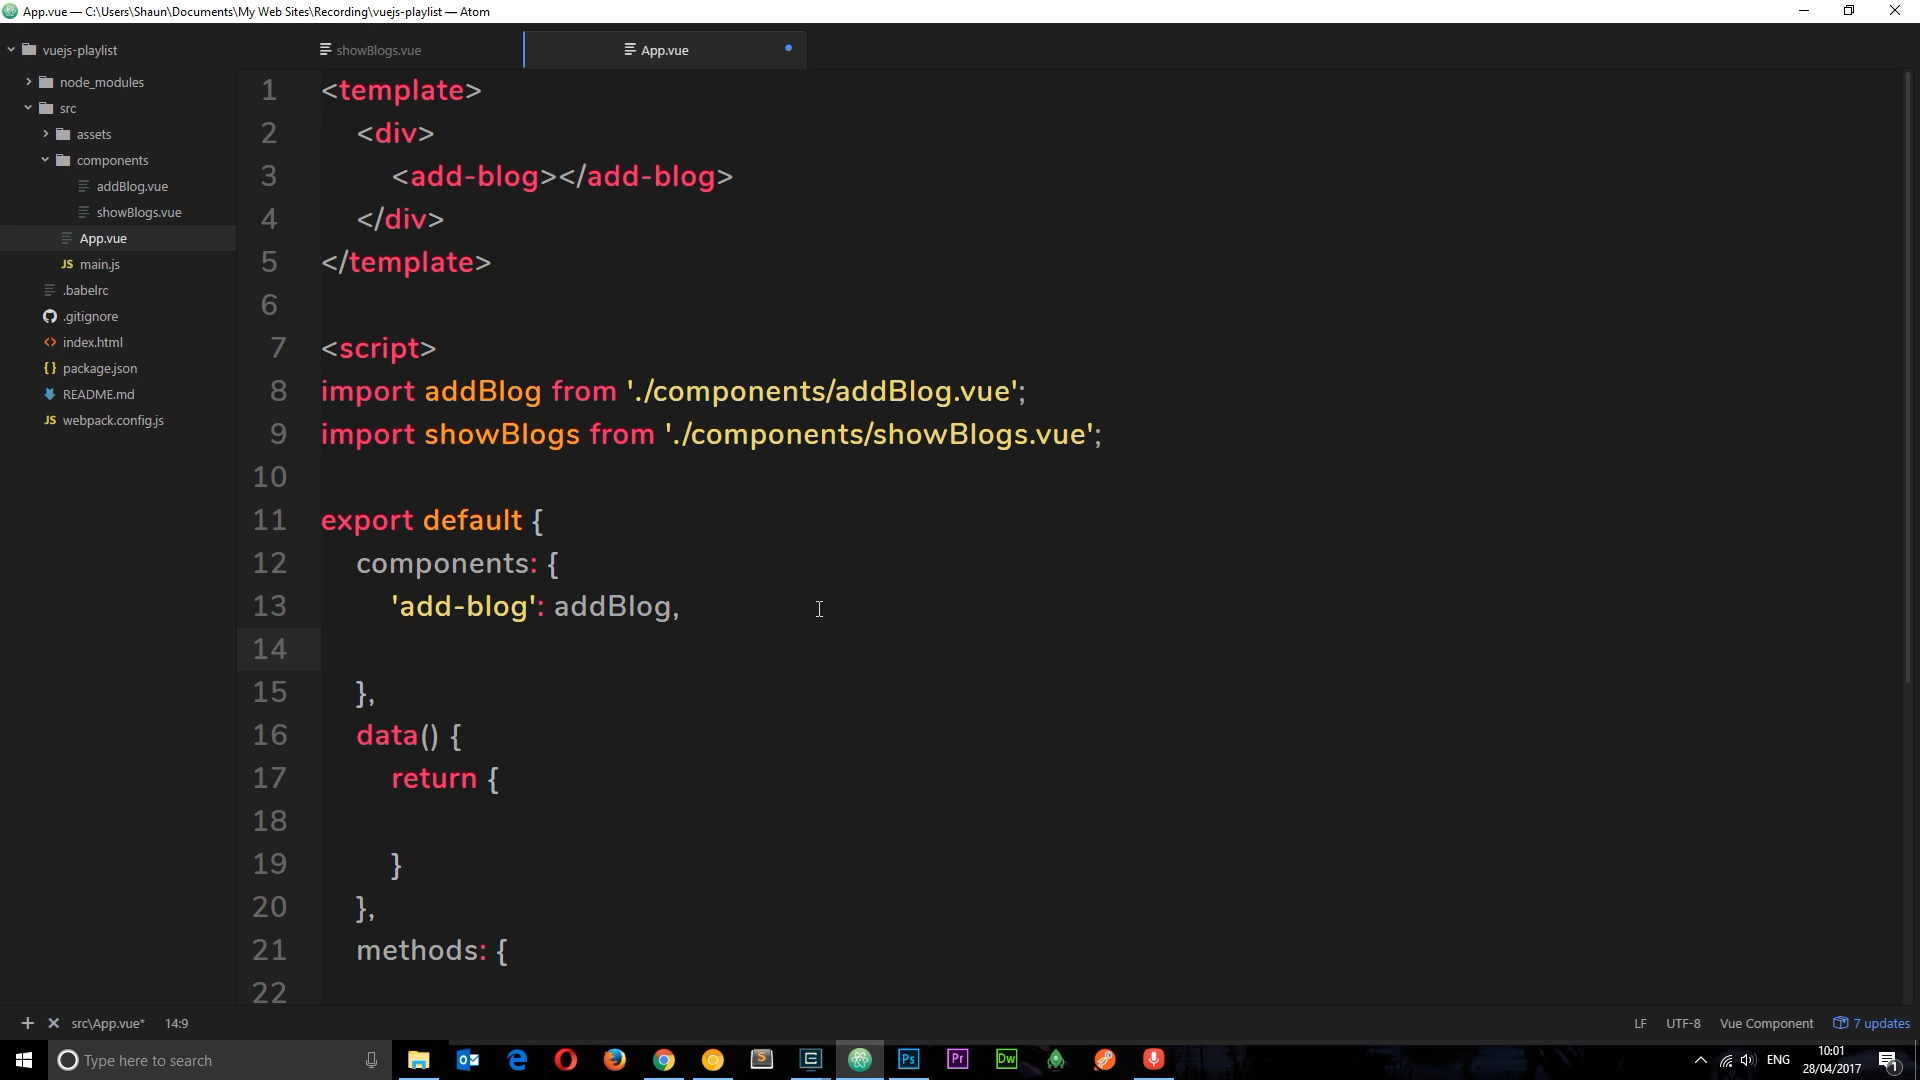 App.vue — C:\Users\Shaun\Documents\My Web Sites\Recording\vuejs-playlist — Atom
vuejs-playlist
node_modules
src
assets
components
addBlog.vue
showBlogs.vue
App.vue
JS main.js
.babelrc
.gitignore
<> index.html
{} package.json
README.md
JS webpack.config.js
showBlogs.vue
App.vue
1 <template>
2 <div>
3 <add-blog></add-blog>
4 </div>
5 </template>
6
7 <script>
8 import addBlog from './components/addBlog.vue';
9 import showBlogs from './components/showBlogs.vue';
10
11 export default {
12 components: {
13 'add-blog': addBlog,
14
15 },
16 data() {
17 return {
18
19 }
20 },
21 methods: {
22
+ × src\App.vue* 14:9
LF UTF-8 Vue Component 7 updates
Type here to search
Ps Pr Dw
ENG
10:01
28/04/2017
1